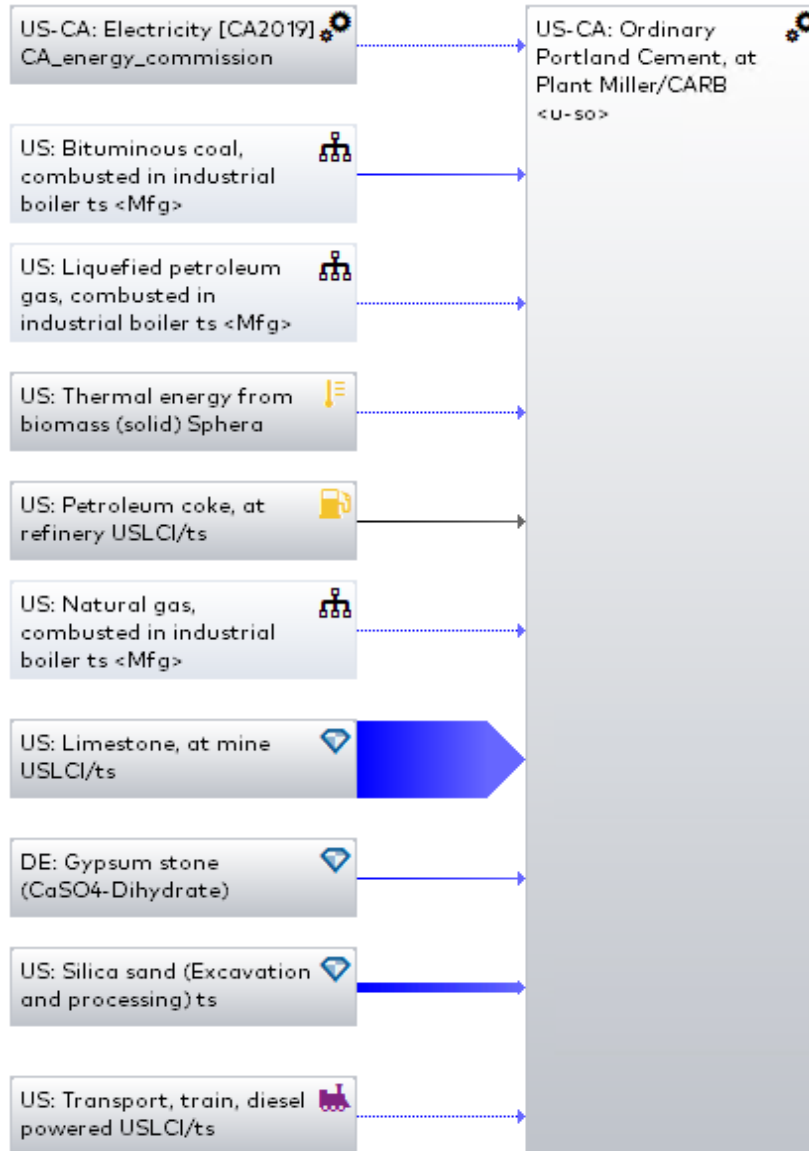 US-CA: Electricity [CA2019]
CA_energy_commission
US: Bituminous coal,
combusted in industrial
boiler ts <Mfg>
US: Liquefied petroleum
gas, combusted in
industrial boiler ts <Mfg>
US: Thermal energy from
biomass (solid) Sphera
US: Petroleum coke, at
refinery USLCI/ts
US: Natural gas,
combusted in industrial
boiler ts <Mfg>
US: Limestone, at mine
USLCI/ts
DE: Gypsum stone
(CaSO4-Dihydrate)
US: Silica sand (Excavation
and processing) ts
US: Transport, train, diesel
powered USLCI/ts
US-CA: Ordinary
Portland Cement, at
Plant Miller/CARB
<u-so>